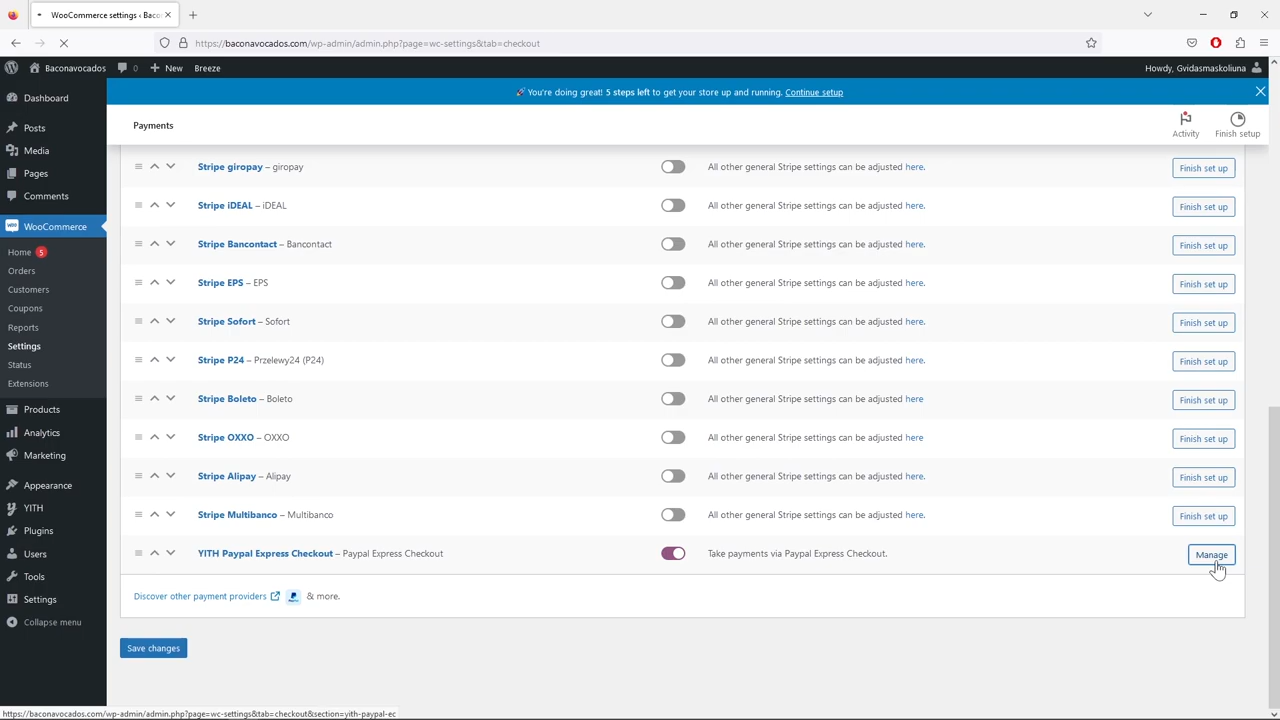 WooCommerce settings ‹ Baco
https://baconavocados.com/wp-admin/admin.php?page=wc-settings&tab=checkout
Baconavocados 0 New Breeze Howdy, Gvidasmaskoliuna
Dashboard
Posts
Media
Pages
Comments
WooCommerce
Home 5
Orders
Customers
Coupons
Reports
Settings
Status
Extensions
Products
Analytics
Marketing
Appearance
YITH
Plugins
Users
Tools
Settings
Collapse menu
🚀 You're doing great! 5 steps left to get your store up and running. Continue setup
Payments Activity Finish setup
Stripe giropay – giropay All other general Stripe settings can be adjusted here. Finish set up
Stripe iDEAL – iDEAL All other general Stripe settings can be adjusted here. Finish set up
Stripe Bancontact – Bancontact All other general Stripe settings can be adjusted here. Finish set up
Stripe EPS – EPS All other general Stripe settings can be adjusted here. Finish set up
Stripe Sofort – Sofort All other general Stripe settings can be adjusted here. Finish set up
Stripe P24 – Przelewy24 (P24) All other general Stripe settings can be adjusted here. Finish set up
Stripe Boleto – Boleto All other general Stripe settings can be adjusted here Finish set up
Stripe OXXO – OXXO All other general Stripe settings can be adjusted here Finish set up
Stripe Alipay – Alipay All other general Stripe settings can be adjusted here. Finish set up
Stripe Multibanco – Multibanco All other general Stripe settings can be adjusted here. Finish set up
YITH Paypal Express Checkout – Paypal Express Checkout Take payments via Paypal Express Checkout. Manage
Discover other payment providers & more.
Save changes
https://baconavocados.com/wp-admin/admin.php?page=wc-settings&tab=checkout&section=yith-paypal-ec